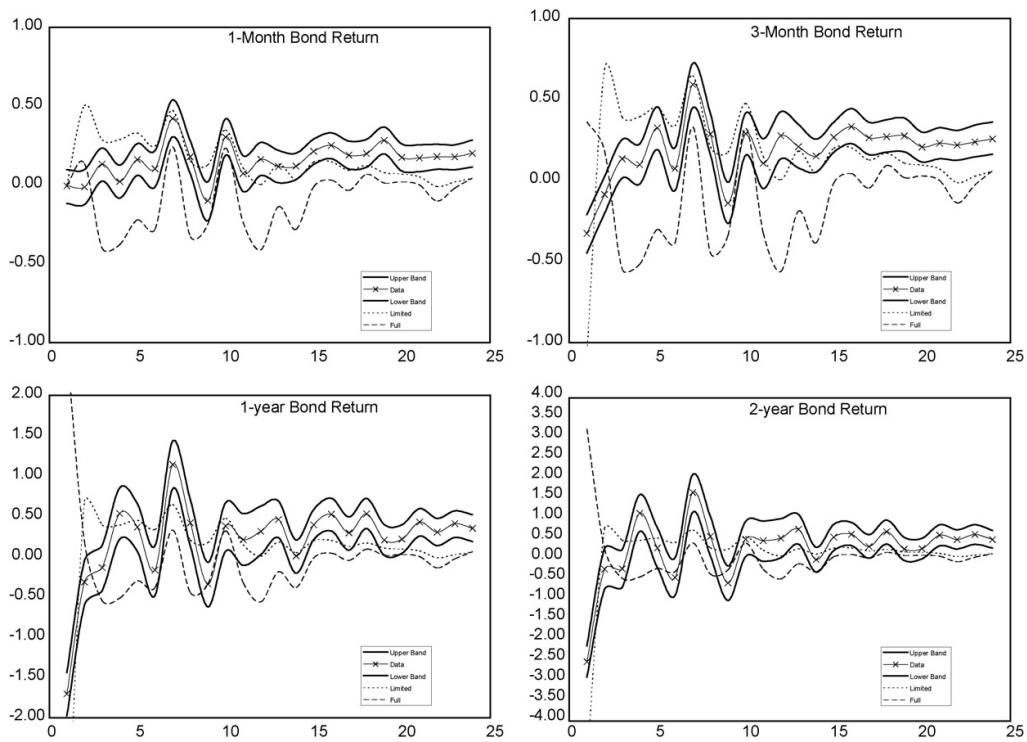 1-Month Bond Return
1.00
0.50
0.00
-0.50
-1.00
Upper Band
Data
Lower Band
Limited
Full
0 5 10 15 20 25
3-Month Bond Return
1.00
0.50
0.00
-0.50
-1.00
Upper Band
Data
Lower Band
Limited
Full
0 5 10 15 20 25
1-year Bond Return
2.00
1.50
1.00
0.50
0.00
-0.50
-1.00
-1.50
-2.00
Upper Band
Data
Lower Band
Limited
Full
0 5 10 15 20 25
2-year Bond Return
4.00
3.50
3.00
2.50
2.00
1.50
1.00
0.50
0.00
-0.50
-1.00
-1.50
-2.00
-2.50
-3.00
-3.50
-4.00
Upper Band
Data
Lower Band
Limited
Full
0 5 10 15 20 25